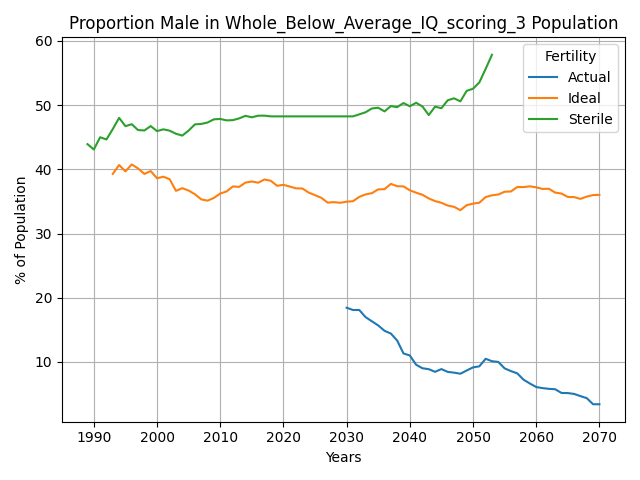 Proportion Male in Whole_Below_Average_IQ_scoring_3 Population
60
50
40
30
20
10
% of Population
Fertility
Actual
Ideal
Sterile
1990 2000 2010 2020 2030 2040 2050 2060 2070
Years